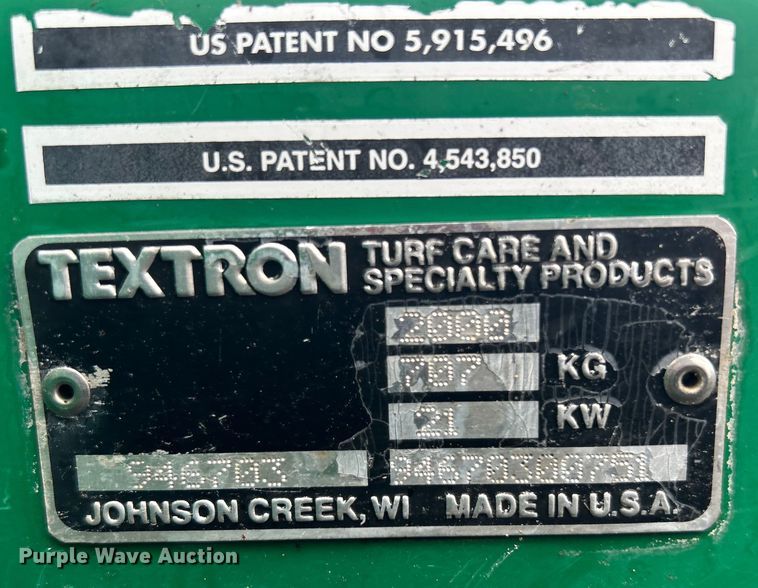 US PATENT NO 5,915,496
U.S. PATENT NO. 4,543,850
TEXTRON TURF CARE AND SPECIALTY PRODUCTS
2000
707 KG
21 KW
946703 94670300751
JOHNSON CREEK, WI MADE IN U.S.A.
Purple Wave Auction